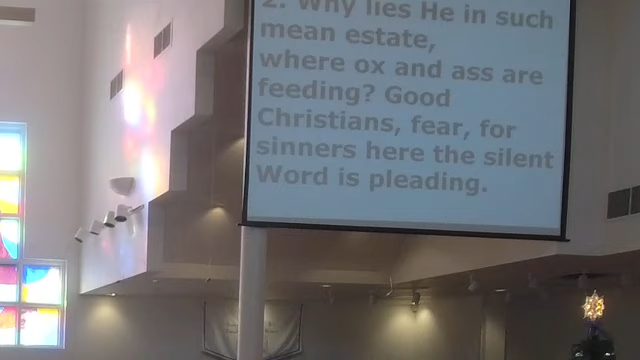 2. Why lies He in such
mean estate,
where ox and ass are
feeding? Good
Christians, fear, for
sinners here the silent
Word is pleading.